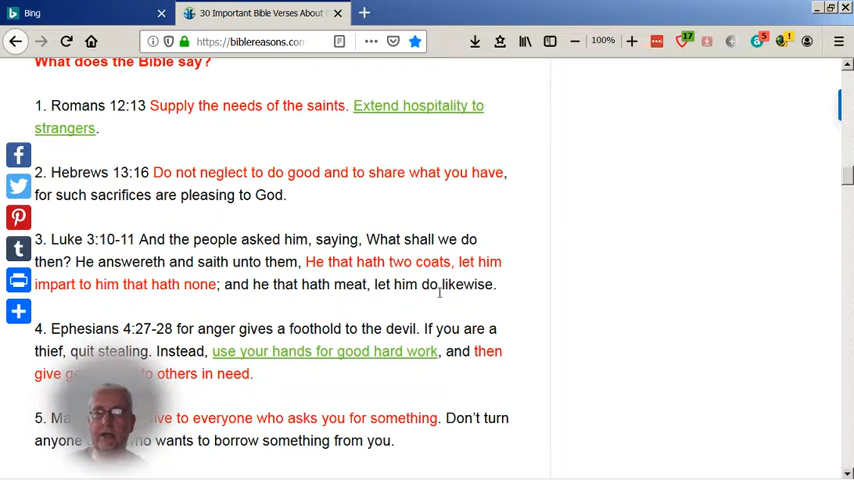 Bing
30 Important Bible Verses About
https://biblereasons.con
100%
17
5
What does the Bible say?
1. Romans 12:13 Supply the needs of the saints. Extend hospitality to
strangers.
2. Hebrews 13:16 Do not neglect to do good and to share what you have,
for such sacrifices are pleasing to God.
3. Luke 3:10-11 And the people asked him, saying, What shall we do
then? He answereth and saith unto them, He that hath two coats, let him
impart to him that hath none; and he that hath meat, let him do likewise.
4. Ephesians 4:27-28 for anger gives a foothold to the devil. If you are a
thief, quit stealing. Instead, use your hands for good hard work, and then
give to others in need.
5. to everyone who asks you for something. Don't turn
anyone who wants to borrow something from you.